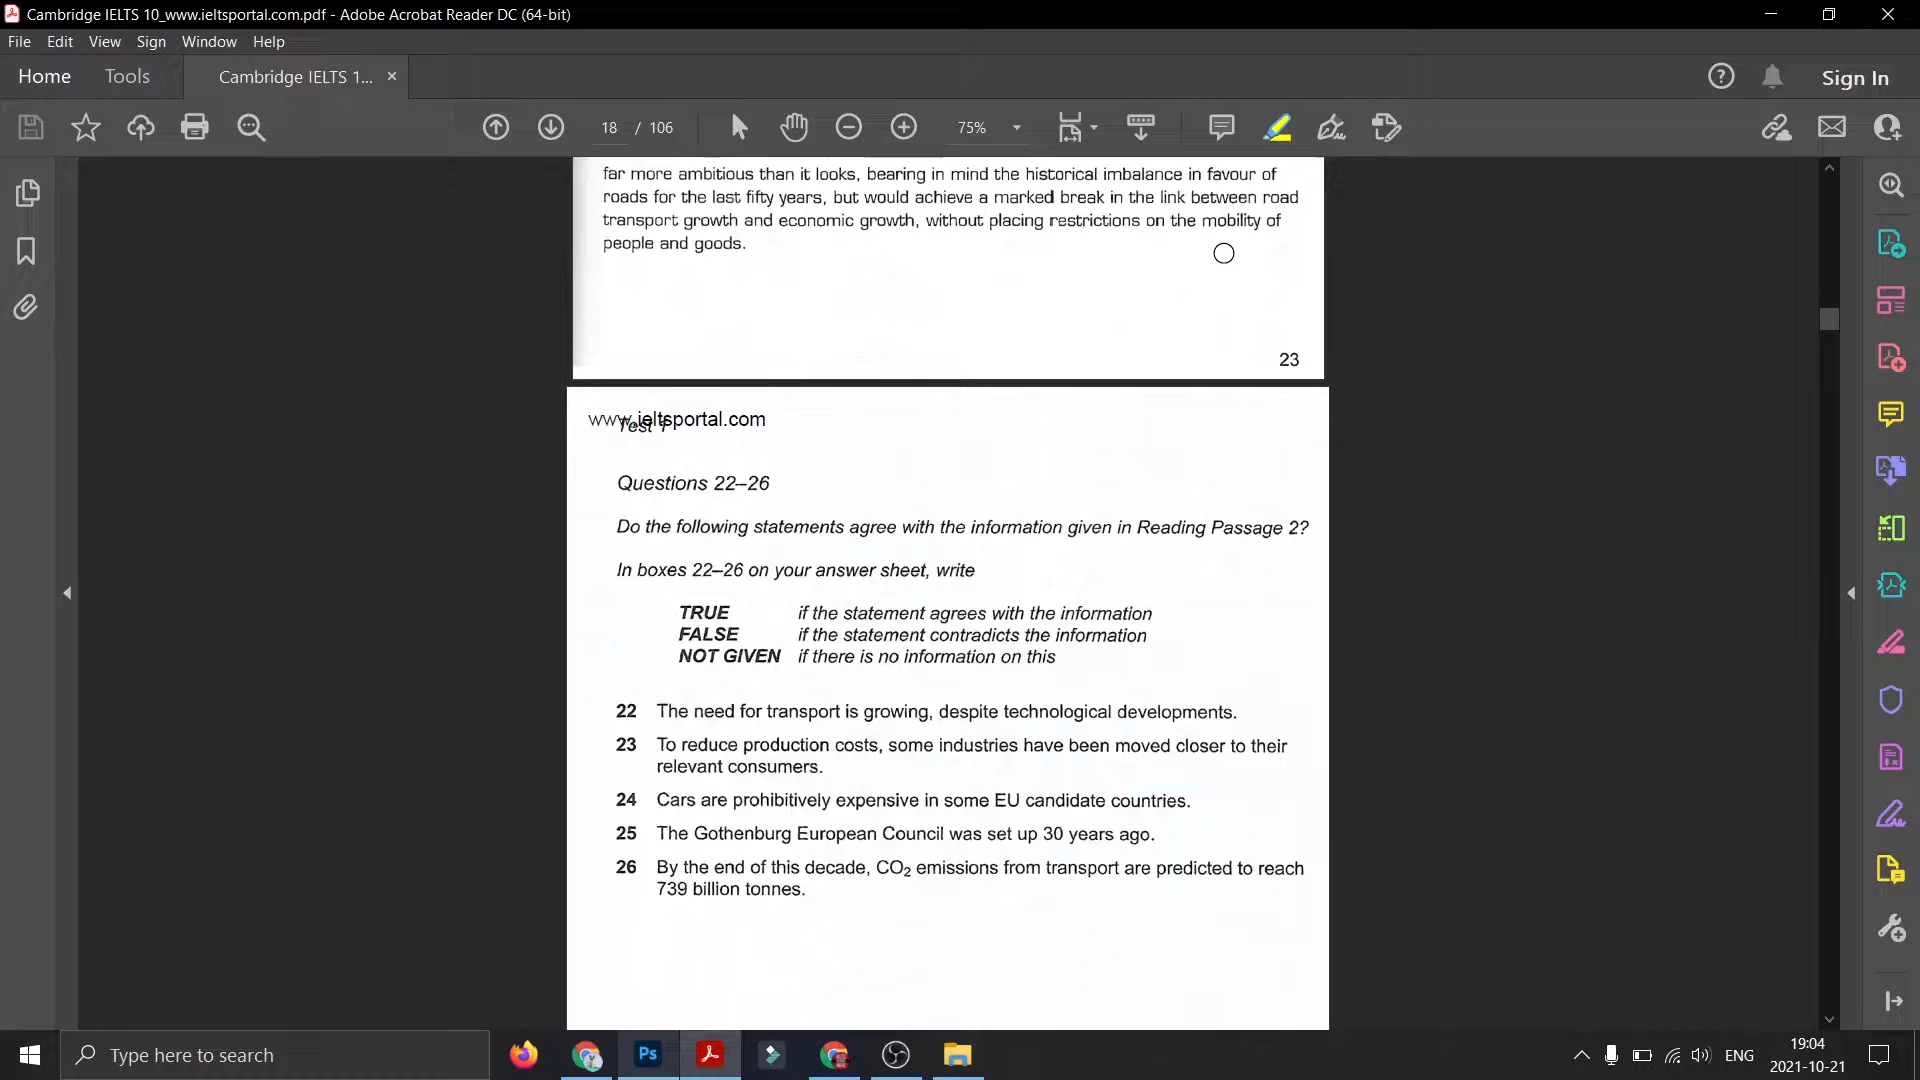 Cambridge IELTS 10_www.ieltsportal.com.pdf - Adobe Acrobat Reader DC (64-bit)
File Edit View Sign Window Help
Home Tools Cambridge IELTS 1... × Sign In
18 / 106 75%
far more ambitious than it looks, bearing in mind the historical imbalance in favour of
roads for the last fifty years, but would achieve a marked break in the link between road
transport growth and economic growth, without placing restrictions on the mobility of
people and goods.
23
www.ieltsportal.com
Test 1
Questions 22–26
Do the following statements agree with the information given in Reading Passage 2?
In boxes 22–26 on your answer sheet, write
TRUE if the statement agrees with the information
FALSE if the statement contradicts the information
NOT GIVEN if there is no information on this
22 The need for transport is growing, despite technological developments.
23 To reduce production costs, some industries have been moved closer to their
relevant consumers.
24 Cars are prohibitively expensive in some EU candidate countries.
25 The Gothenburg European Council was set up 30 years ago.
26 By the end of this decade, CO₂ emissions from transport are predicted to reach
739 billion tonnes.
Type here to search
Ps
ENG
19:04
2021-10-21